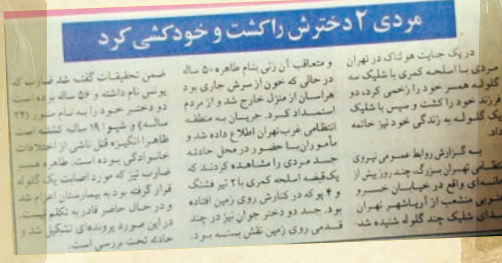 مردی ۲ دخترش را کشت و خودکشی کرد
در یک جنایت هولناک در تهران
مردی با اسلحه کمری با شلیک سه
گلوله همسر خود را زخمی کرد، دو
خود را کشت و سپس با شلیک
یک گلوله به زندگی خود نیز خاتمه
داد.
به گزارش روابط عمومی نیروی
تهران بزرگ، چند روز پیش از
واقع در خیابان خسرو
جنوبی منشعب از آریاشهر تهران
صدای شلیک چند گلوله شنیده شد
و متعاقب آن زنی بنام طاهره ۵۰ ساله
در حالی که خون از سرش جاری بود
هراسان از منزل خارج شد و از مردم
استمداد کرد. جریان به منطقه
انتظامی غرب تهران اطلاع داده شد و
مأموران با حضور در محل حادثه
جسد مردی را مشاهده کردند که
یک قبضه اسلحه کمری با ۲ تیر فشنگ
و ۴ پوکه در کنارش روی زمین افتاده
بود. جسد دو دختر جوان نیز در چند
قدمی روی زمین نقش بسته بود.
ضمن تحقیقات گفته شد ضارب که
یونس نام داشته و ۵۶ ساله بوده است
دو دختر خود را به نام منور (۲۳
ساله) و شیوا ۱۹ ساله کشته است
ظاهرا انگیزه قتل ناشی از اختلافات
خانوادگی بوده است. طاهره همسر
ضارب نیز که مورد اصابت یک گلوله
قرار گرفته بود به بیمارستان اعزام شد
و در حال حاضر قادر به تکلم نیست.
در این مورد پرونده‌ای تشکیل شد و
حادثه تحت بررسی است.